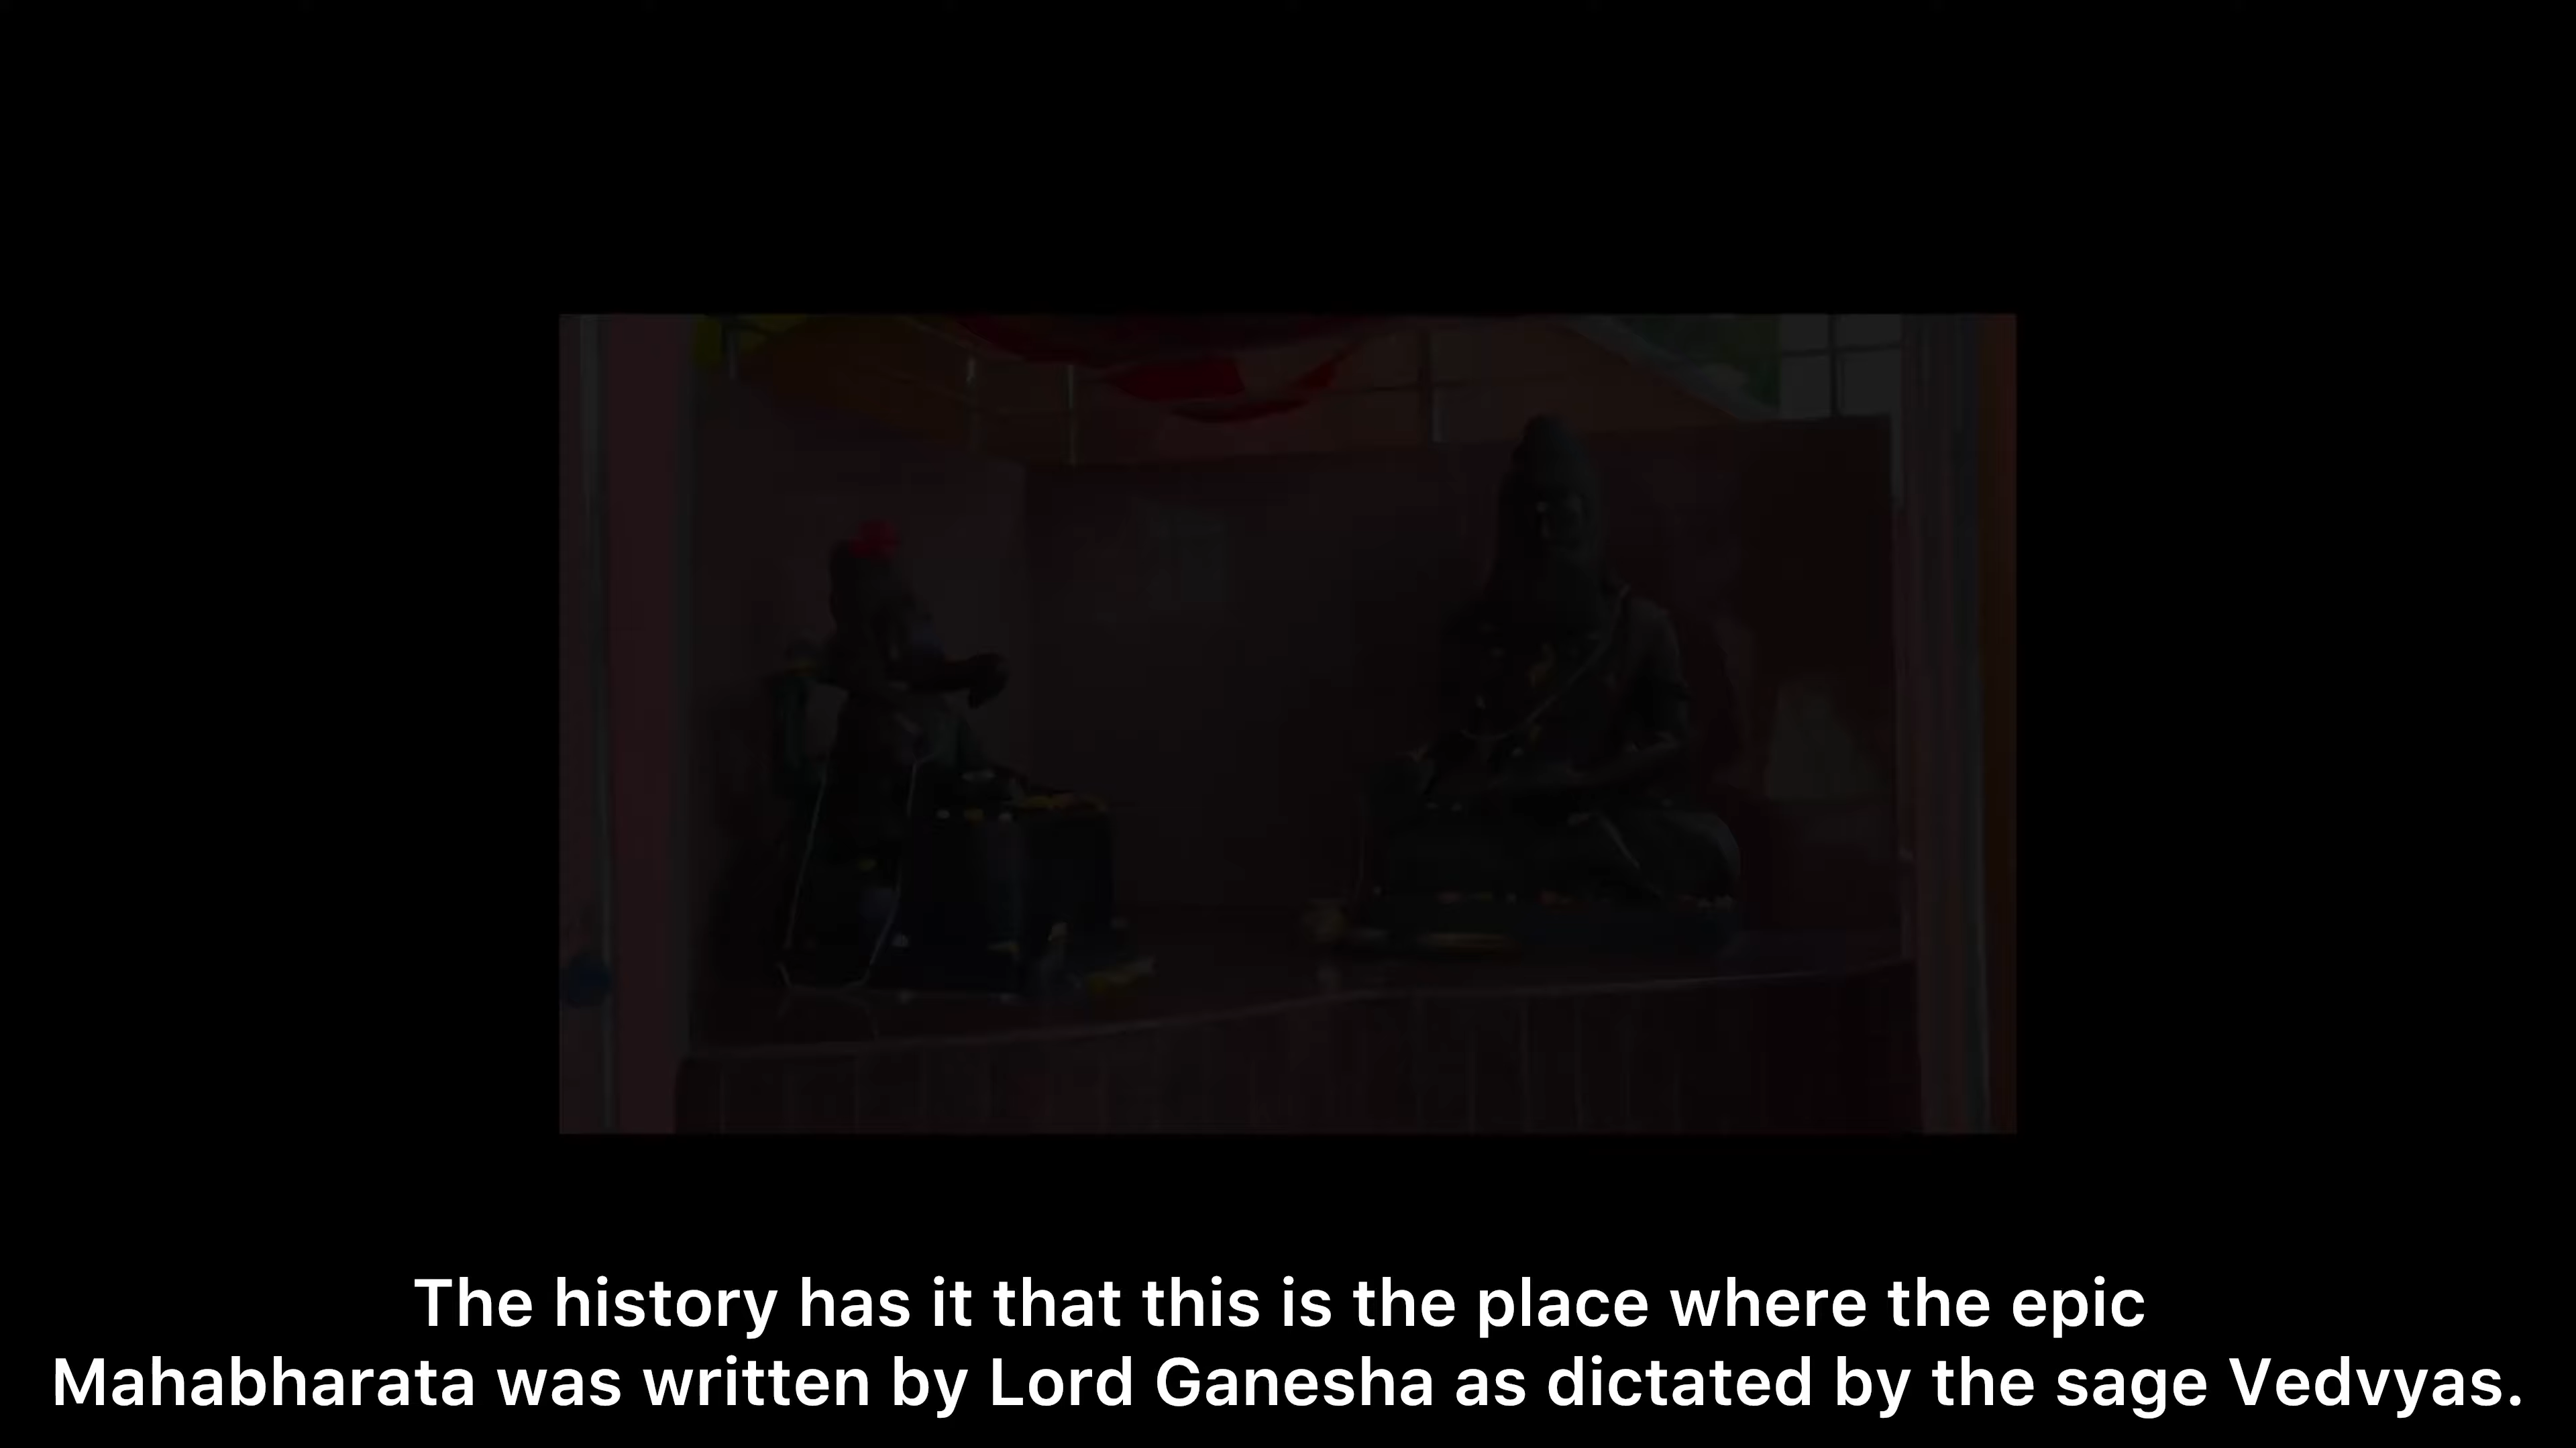 The history has it that this is the place where the epic
Mahabharata was written by Lord Ganesha as dictated by the sage Vedvyas.